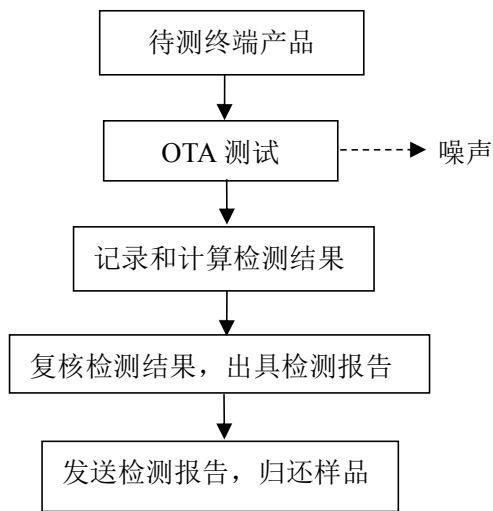 待测终端产品
OTA 测试
噪声
记录和计算检测结果
复核检测结果，出具检测报告
发送检测报告，归还样品